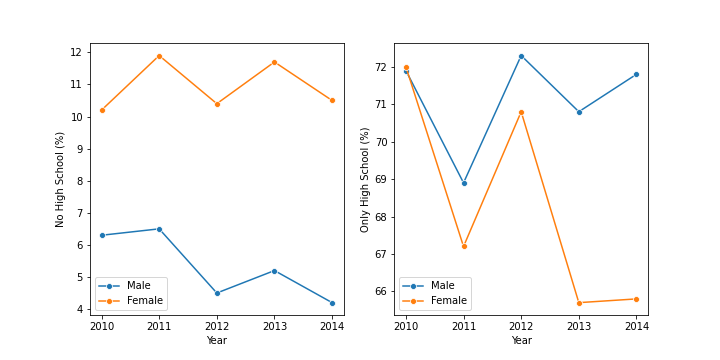 No High School (%)
12
11
10
9
8
7
6
5
4
Male
Female
2010 2011 2012 2013 2014
Year
Only High School (%)
72
71
70
69
68
67
66
Male
Female
2010 2011 2012 2013 2014
Year